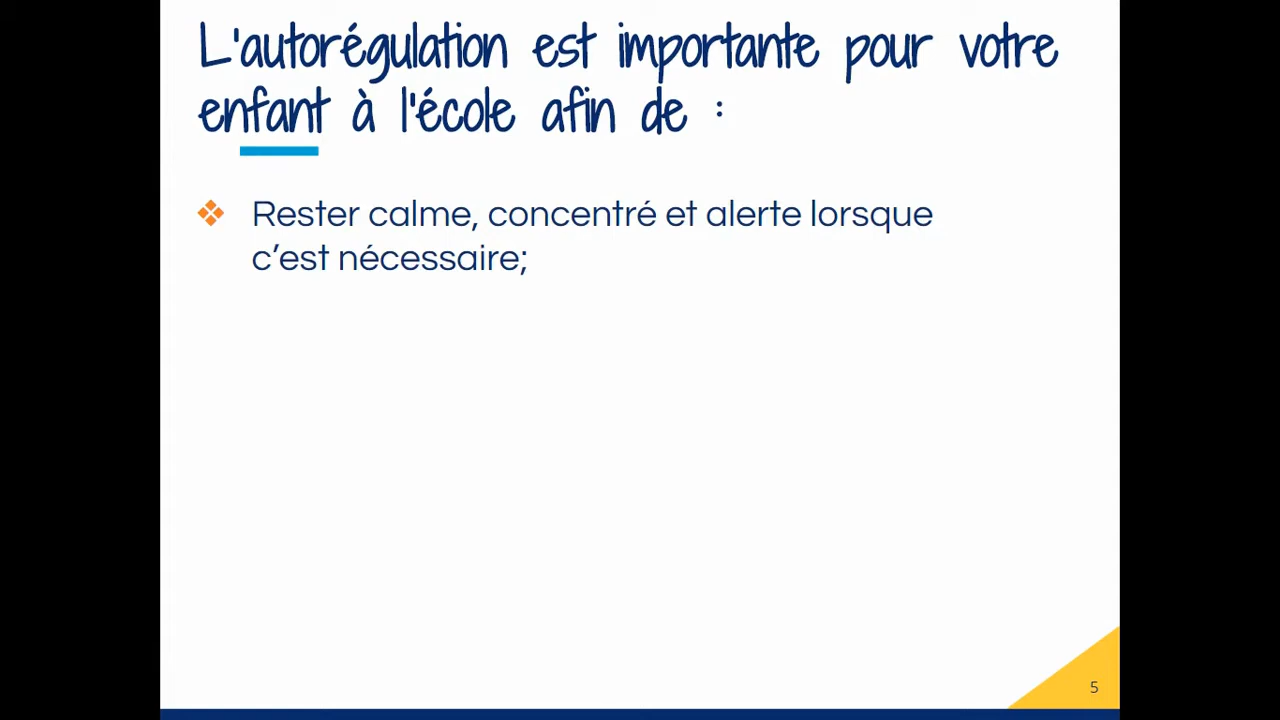 L'autorégulation est importante pour votre
enfant à l'école afin de :
Rester calme, concentré et alerte lorsque
c’est nécessaire;
5